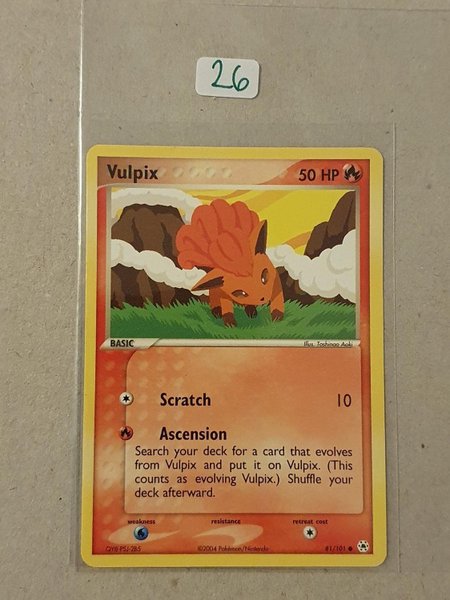 26
Vulpix 50 HP
BASIC Illus. Toshinao Aoki
Scratch 10
Ascension
Search your deck for a card that evolves
from Vulpix and put it on Vulpix. (This
counts as evolving Vulpix.) Shuffle your
deck afterward.
weakness resistance retreat cost
©2004 Pokémon/Nintendo 81/101